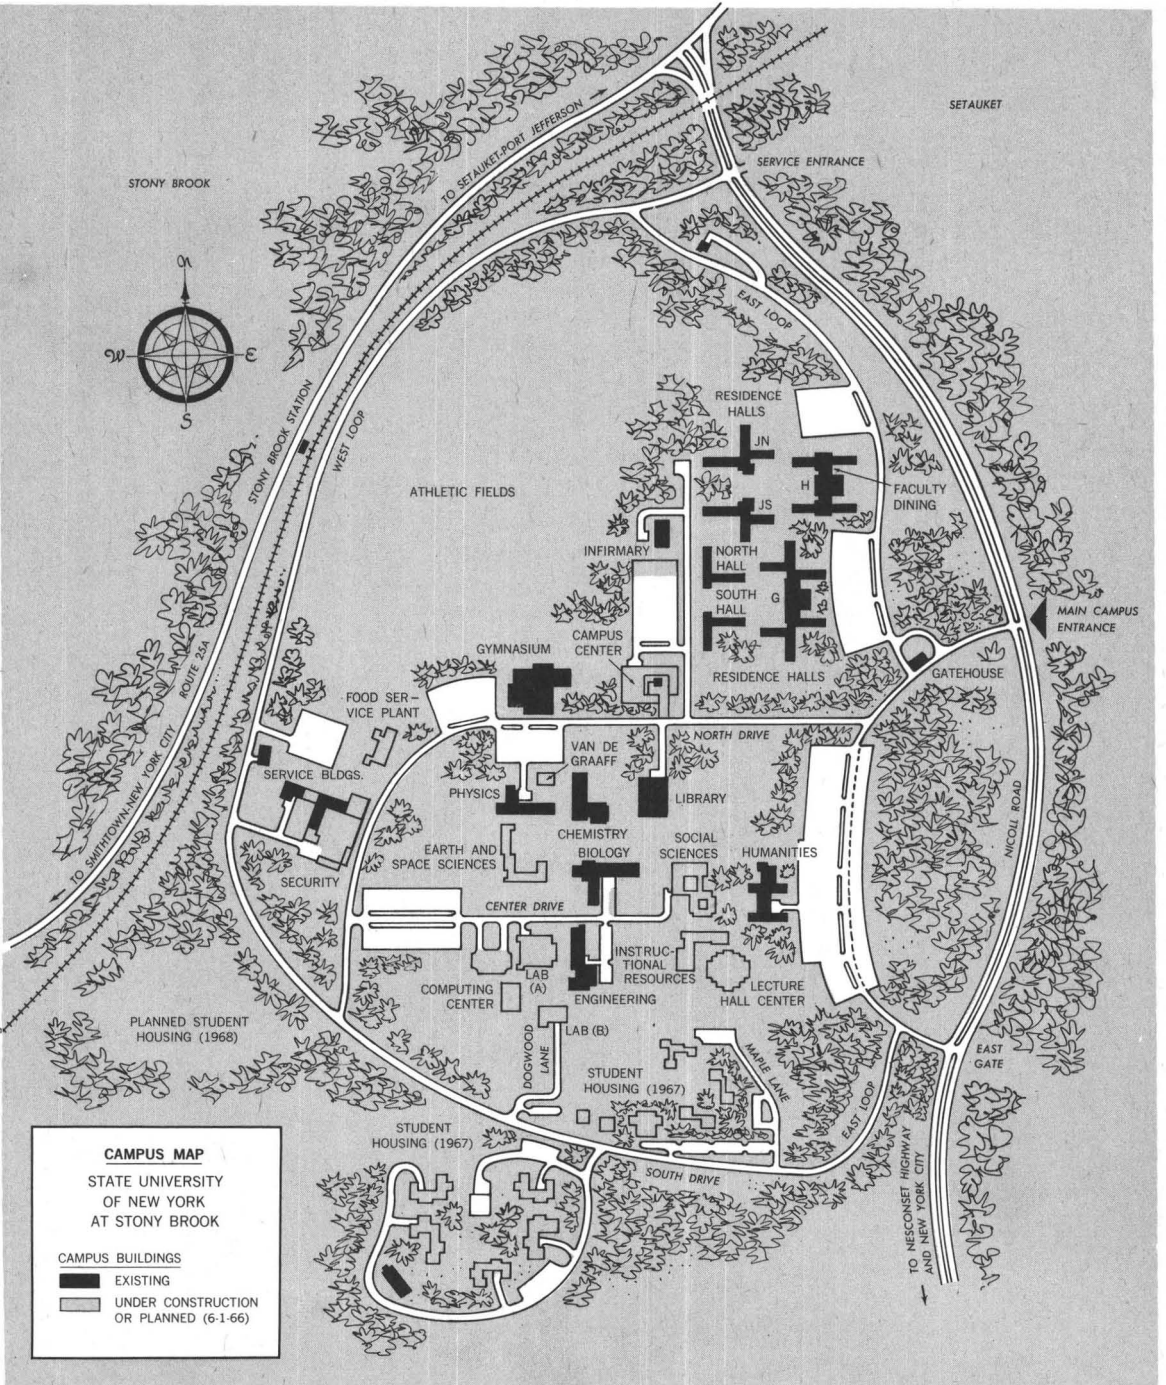 SETAUKET
TO SETAUKET-PORT JEFFERSON
SERVICE ENTRANCE
STONY BROOK
N
W
E
S
EAST LOOP
STONY BROOK STATION
WEST LOOP
RESIDENCE
HALLS
JN
H
FACULTY
DINING
ATHLETIC FIELDS
JS
INFIRMARY
NORTH
HALL
SOUTH
HALL
G
MAIN CAMPUS
ENTRANCE
ROUTE 25A
CAMPUS
CENTER
GYMNASIUM
RESIDENCE HALLS
GATEHOUSE
FOOD SER-
VICE PLANT
NORTH DRIVE
VAN DE
GRAAFF
SERVICE BLDGS.
PHYSICS
LIBRARY
NICOLL ROAD
TO SMITHTOWN-NEW YORK CITY
CHEMISTRY
EARTH AND
SPACE SCIENCES
BIOLOGY
SOCIAL
SCIENCES
HUMANITIES
SECURITY
CENTER DRIVE
INSTRUC-
TIONAL
RESOURCES
LAB
(A)
COMPUTING
CENTER
ENGINEERING
LECTURE
HALL CENTER
PLANNED STUDENT
HOUSING (1968)
LAB (B)
DOGWOOD
LANE
MAPLE LANE
EAST
GATE
STUDENT
HOUSING (1967)
EAST LOOP
STUDENT
HOUSING (1967)
SOUTH DRIVE
TO NESCONSET HIGHWAY
AND NEW YORK CITY
CAMPUS MAP
STATE UNIVERSITY
OF NEW YORK
AT STONY BROOK
CAMPUS BUILDINGS
EXISTING
UNDER CONSTRUCTION
OR PLANNED (6-1-66)